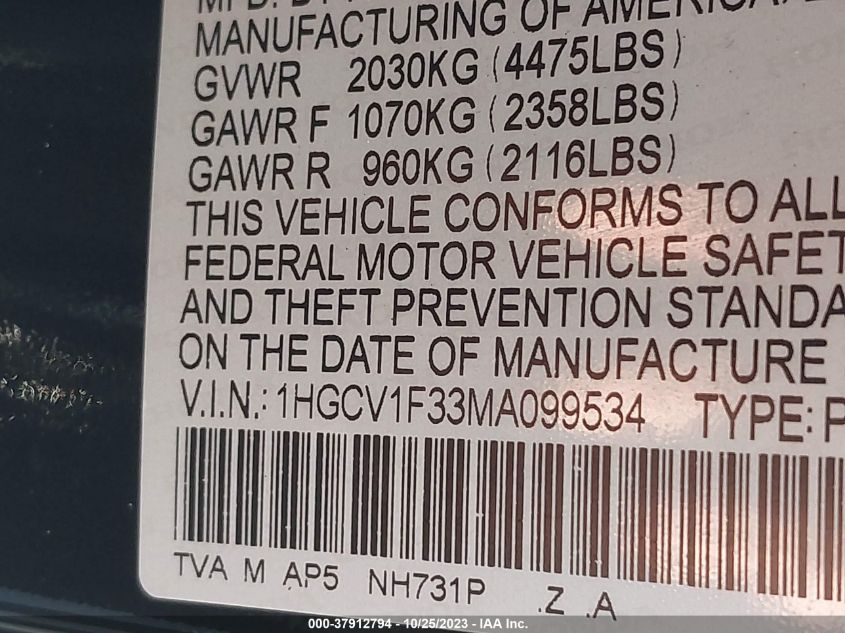 MANUFACTURING OF AMERICA
GVWR 2030KG (4475LBS)
GAWR F 1070KG (2358LBS)
GAWR R 960KG (2116LBS)
THIS VEHICLE CONFORMS TO ALL
FEDERAL MOTOR VEHICLE SAFET
AND THEFT PREVENTION STANDA
ON THE DATE OF MANUFACTURE
V.I.N.: 1HGCV1F33MA099534 TYPE: P
TVA M AP5 NH731P .Z .A
000-37912794 - 10/25/2023 - IAA Inc.